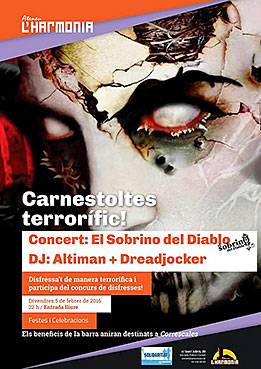 Ateneu
L'HARMONIA
Carnestoltes
terrorífic!
Concert: El Sobrino del Diablo
DJ: Altiman + Dreadjocker
Disfressa't de manera terrorífica i
participa del concurs de disfresses!
Divendres 5 de febrer de 2016
22 h / Entrada lliure
Festes i Celebracions
Els beneficis de la barra aniran destinats a Correscales
L'HARMONIA